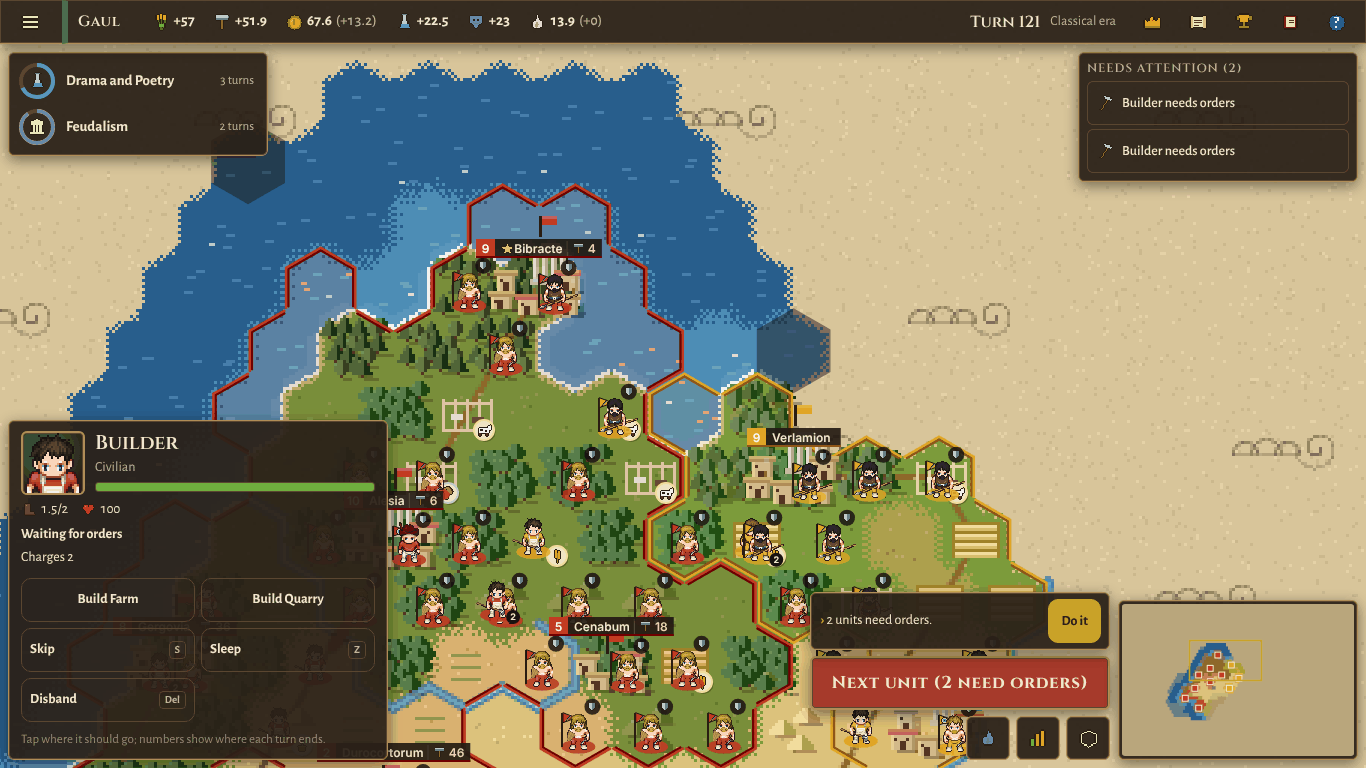 GAUL
+57
+51.9
67.6 (+13.2)
+22.5
+23
13.9 (+0)
TURN 121 Classical era
?
Drama and Poetry 3 turns
Feudalism 2 turns
NEEDS ATTENTION (2)
Builder needs orders
Builder needs orders
9 Bibracte 4
9 Verlamion
6
2
2
5 Cenabum 18
BUILDER
Civilian
1.5/2 100
Waiting for orders
Charges 2
Build Farm
Build Quarry
Skip S
Sleep Z
Disband Del
Tap where it should go; numbers show where each turn ends.
46
› 2 units need orders.
Do it
NEXT UNIT (2 NEED ORDERS)